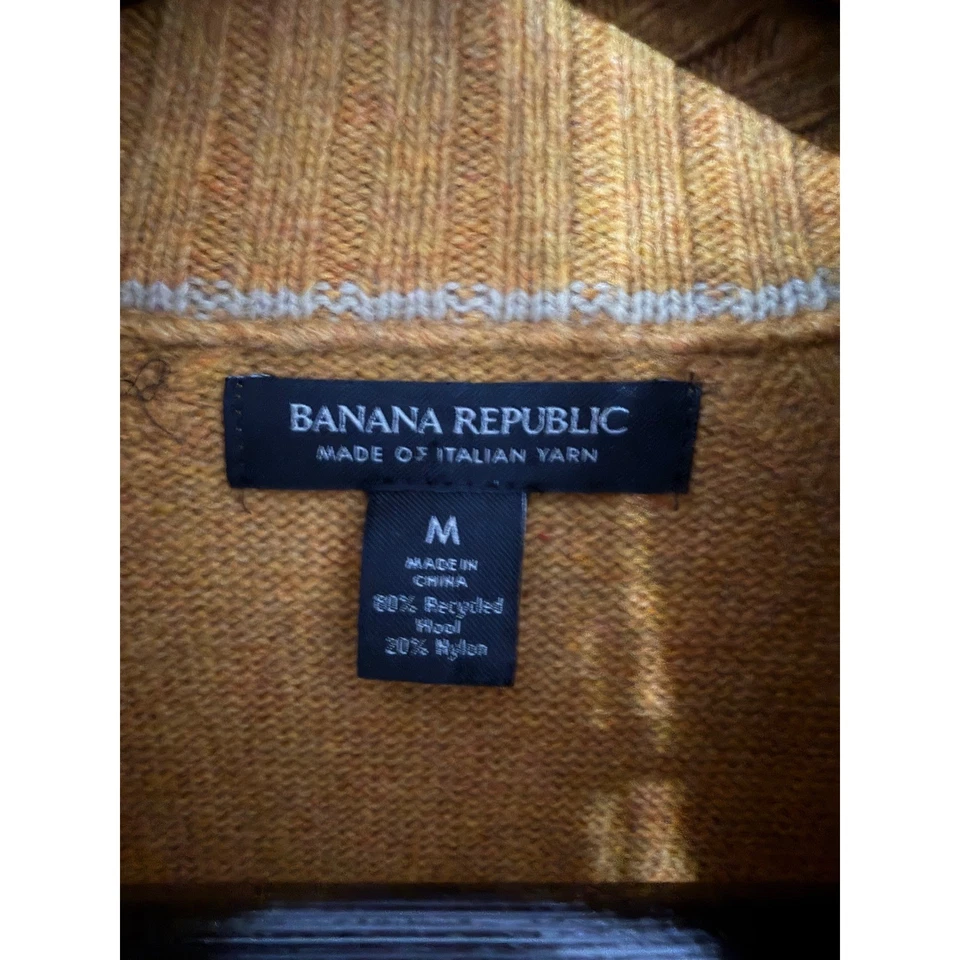 BANANA REPUBLIC
MADE OF ITALIAN YARN
M
MADE IN
CHINA
80% Recycled
Wool
20% Nylon